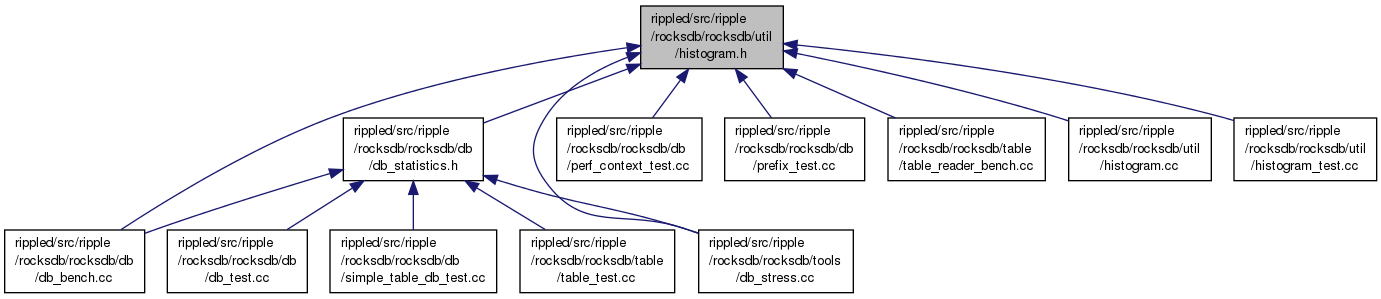 rippled/src/ripple
/rocksdb/rocksdb/util
/histogram.h
rippled/src/ripple
/rocksdb/rocksdb/db
/db_statistics.h
rippled/src/ripple
/rocksdb/rocksdb/db
/perf_context_test.cc
rippled/src/ripple
/rocksdb/rocksdb/db
/prefix_test.cc
rippled/src/ripple
/rocksdb/rocksdb/table
/table_reader_bench.cc
rippled/src/ripple
/rocksdb/rocksdb/util
/histogram.cc
rippled/src/ripple
/rocksdb/rocksdb/util
/histogram_test.cc
rippled/src/ripple
/rocksdb/rocksdb/db
/db_bench.cc
rippled/src/ripple
/rocksdb/rocksdb/db
/db_test.cc
rippled/src/ripple
/rocksdb/rocksdb/db
/simple_table_db_test.cc
rippled/src/ripple
/rocksdb/rocksdb/table
/table_test.cc
rippled/src/ripple
/rocksdb/rocksdb/tools
/db_stress.cc